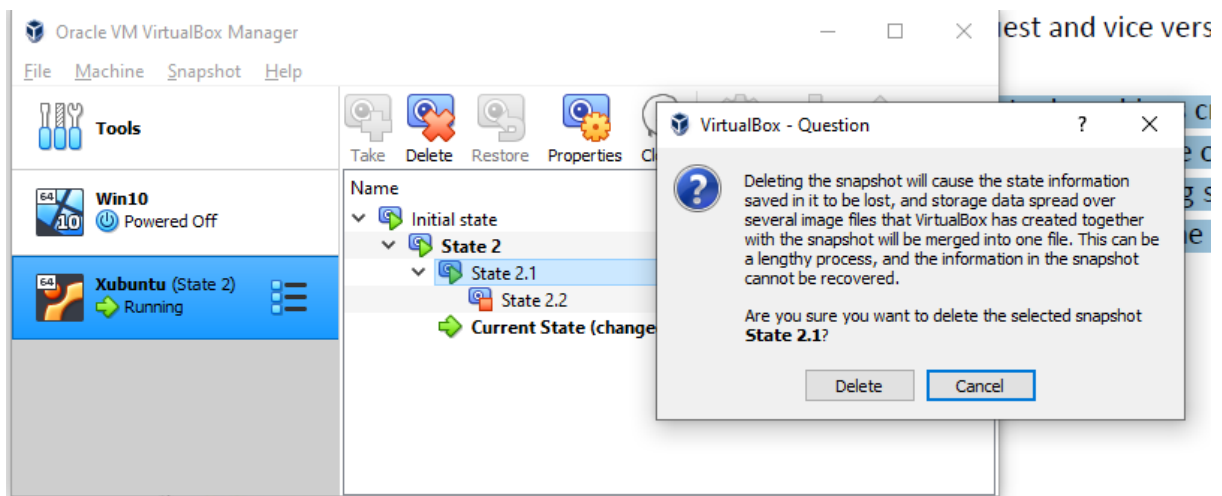 Oracle VM VirtualBox Manager
File Machine Snapshot Help
Tools
Take Delete Restore Properties
Name
64
10
Win10
Powered Off
64
Xubuntu (State 2)
Running
Initial state
State 2
State 2.1
State 2.2
Current State (change
VirtualBox - Question
?
Deleting the snapshot will cause the state information
saved in it to be lost, and storage data spread over
several image files that VirtualBox has created together
with the snapshot will be merged into one file. This can be
a lengthy process, and the information in the snapshot
cannot be recovered.
Are you sure you want to delete the selected snapshot
State 2.1?
Delete Cancel
and vice